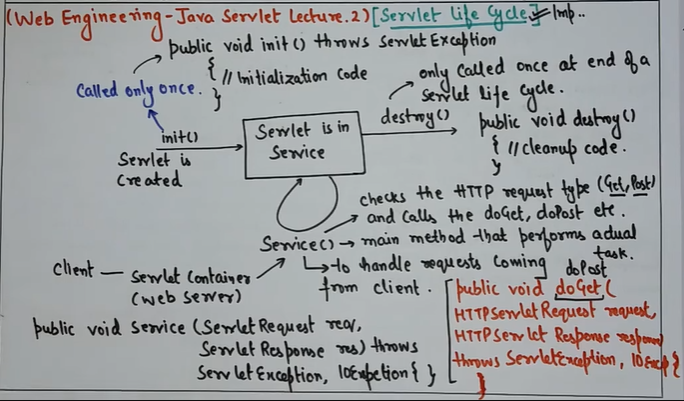 (Web Engineering - Java Servlet Lecture.2) [Servlet Life Cycle] Imp..
public void init() throws ServletException
{ // Initialization code
}
Called only once.
init()
Servlet is
Created
Servlet is in
Service
destroy()
only called once at end of a
servlet life cycle.
public void destroy()
{ // cleanup code.
}
checks the HTTP request type (Get, Post)
and calls the doGet, doPost etc.
Service() → main method that performs actual
task.
↳ to handle requests coming
from client.
client — Servlet Container
(web server)
public void service (ServletRequest req,
ServletResponse res) throws
ServletException, IOExpetion { }
doPost
public void doGet (
HTTPServletRequest request,
HTTPServlet Response response)
throws ServletException, IOExcep {
}